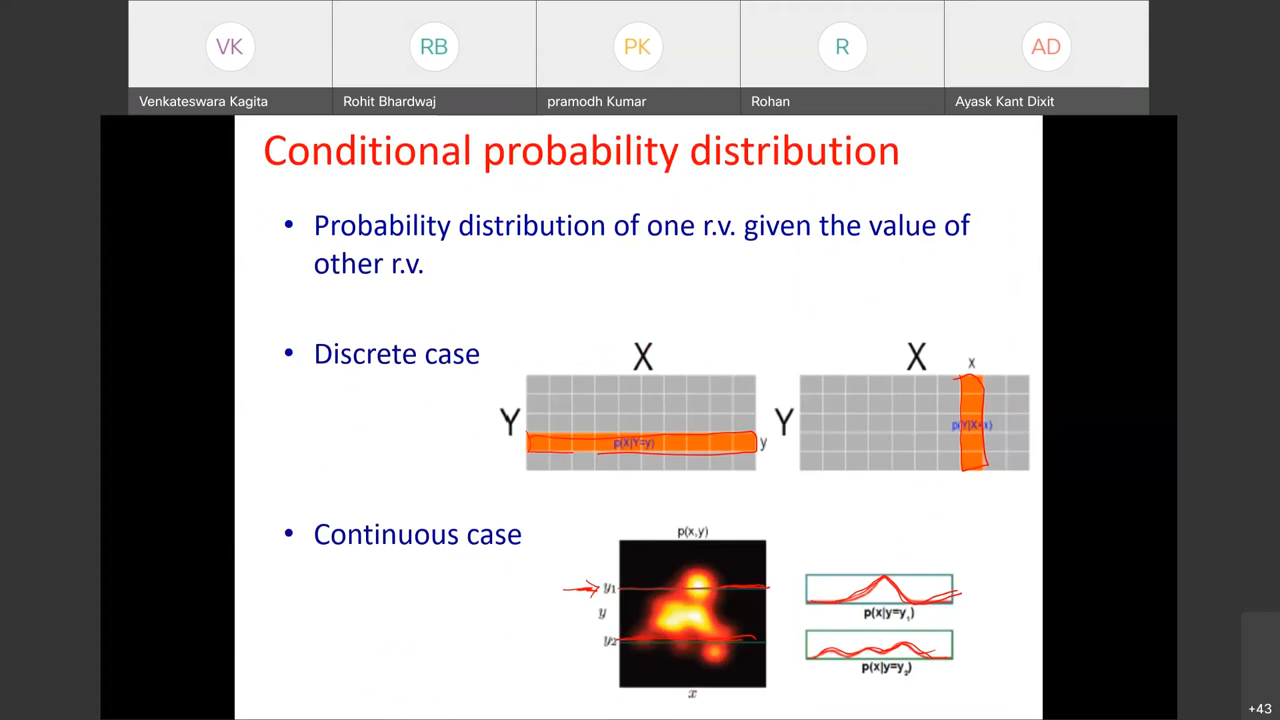 VK
RB
PK
R
AD
Venkateswara Kagita
Rohit Bhardwaj
pramodh Kumar
Rohan
Ayask Kant Dixit
Conditional probability distribution
• Probability distribution of one r.v. given the value of
other r.v.
• Discrete case
X
Y
p(X|Y=y)
y
X
x
Y
p(Y|X=x)
• Continuous case
p(x,y)
y₁
y
y₂
x
p(x|y=y₁)
p(x|y=y₂)
+43